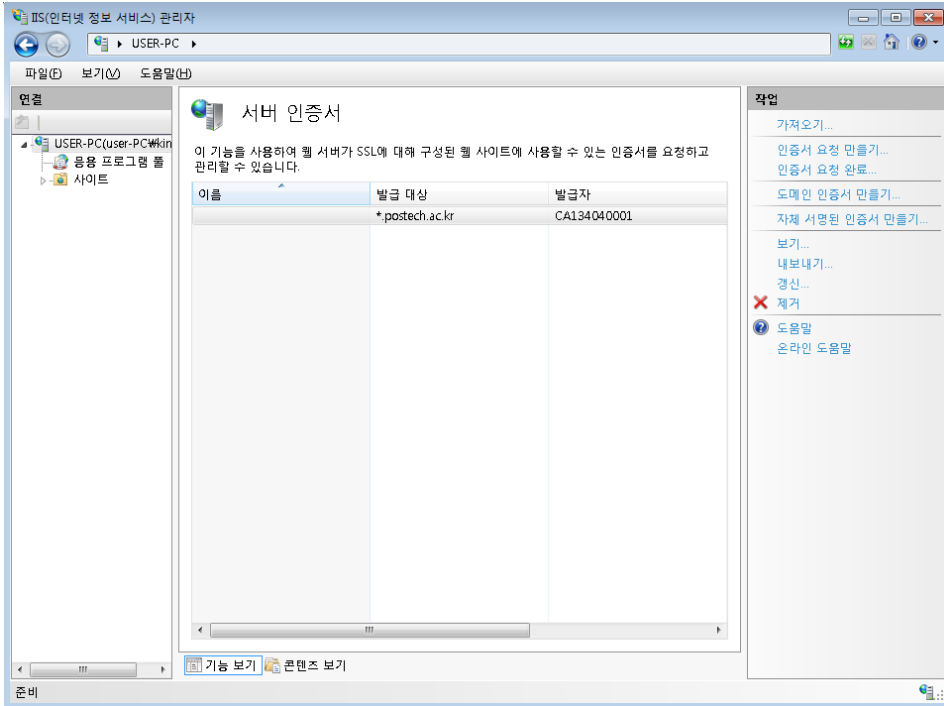 IIS(인터넷 정보 서비스) 관리자
USER-PC
파일(F) 보기(V) 도움말(H)
연결
USER-PC(user-PC₩kin
응용 프로그램 풀
사이트
서버 인증서
이 기능을 사용하여 웹 서버가 SSL에 대해 구성된 웹 사이트에 사용할 수 있는 인증서를 요청하고
관리할 수 있습니다.
이름 발급 대상 발급자
*.postech.ac.kr CA134040001
기능 보기 콘텐츠 보기
작업
가져오기...
인증서 요청 만들기...
인증서 요청 완료...
도메인 인증서 만들기...
자체 서명된 인증서 만들기...
보기...
내보내기...
갱신...
제거
도움말
온라인 도움말
준비